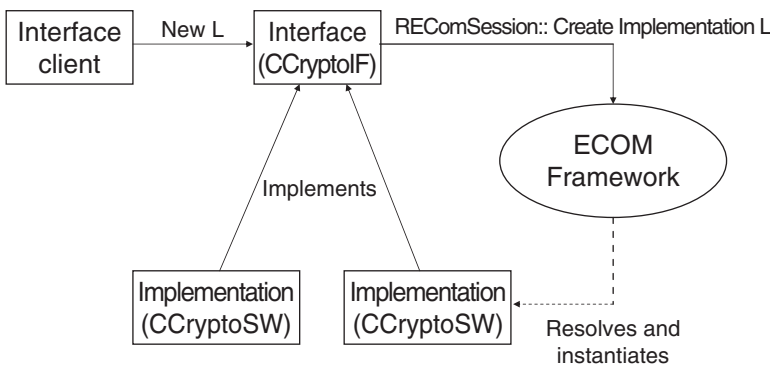 Interface
client
New L
Interface
(CCryptoIF)
REComSession:: Create Implementation L
ECOM
Framework
Implements
Implementation
(CCryptoSW)
Implementation
(CCryptoSW)
Resolves and
instantiates